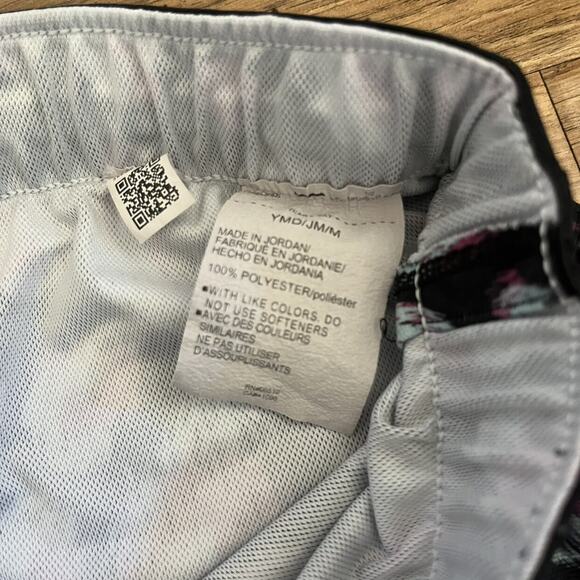 YMD/JM/M
MADE IN JORDAN/
FABRIQUÉ EN JORDANIE/
HECHO EN JORDANIA
100% POLYESTER/poliéster
■WITH LIKE COLORS. DO
NOT USE SOFTENERS
■AVEC DES COULEURS
SIMILAIRES
NE PAS UTILISER
D'ASSOUPLISSANTS